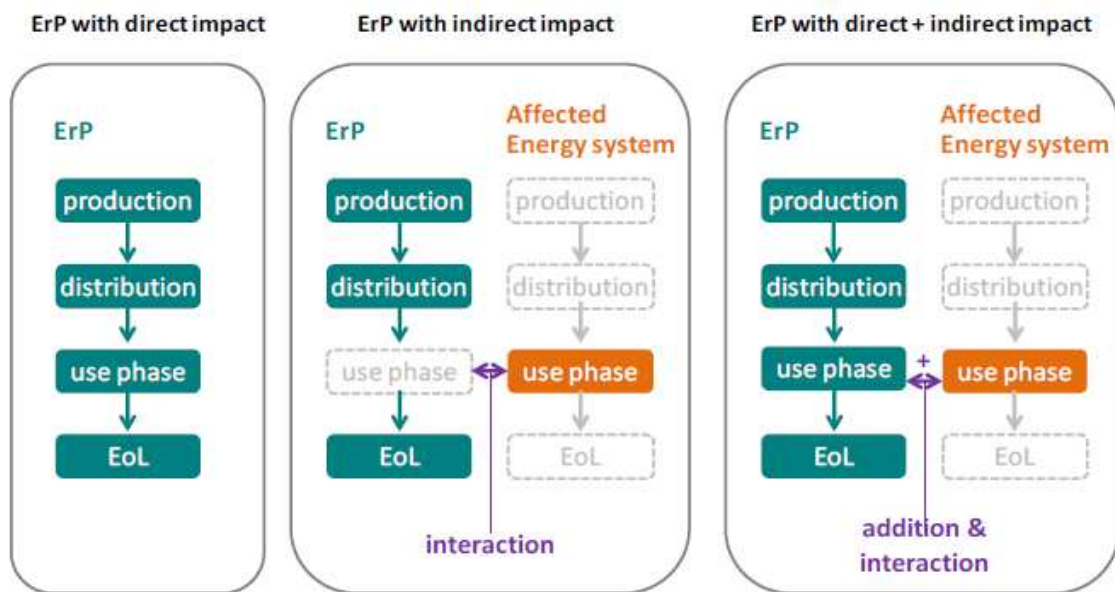 ErP with direct impact
ErP with indirect impact
ErP with direct + indirect impact
ErP
production
distribution
use phase
EoL
ErP
Affected
Energy system
production
production
distribution
distribution
use phase
use phase
EoL
EoL
interaction
ErP
Affected
Energy system
production
production
distribution
distribution
use phase
+
use phase
EoL
EoL
addition &
interaction